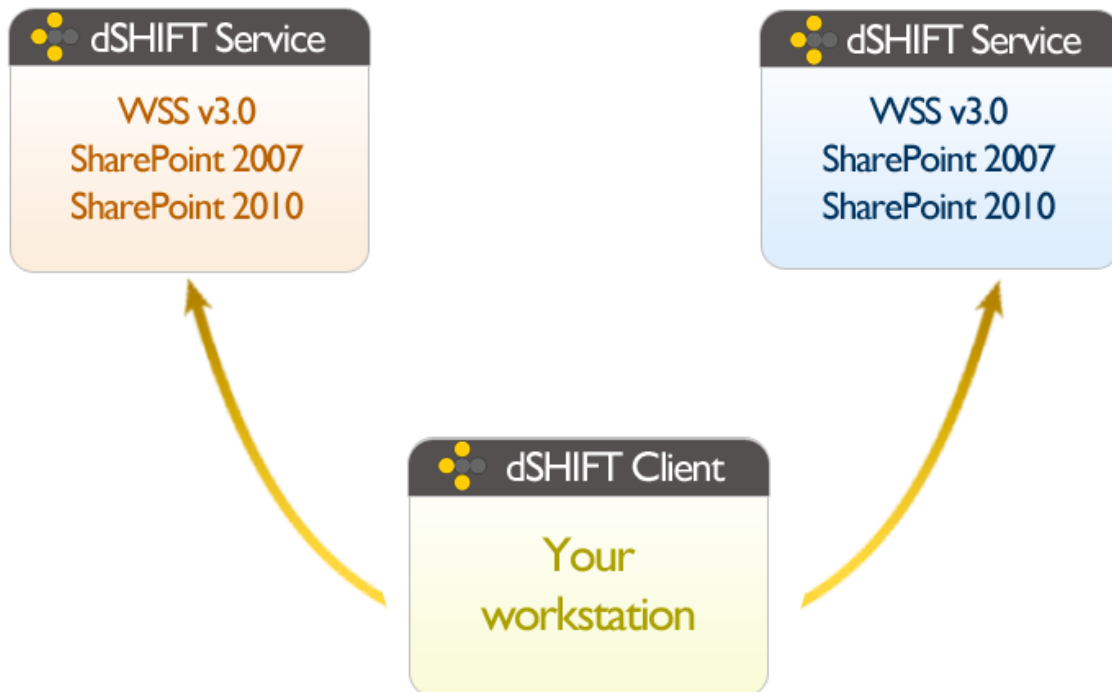 dSHIFT Service
WSS v3.0
SharePoint 2007
SharePoint 2010
dSHIFT Service
WSS v3.0
SharePoint 2007
SharePoint 2010
dSHIFT Client
Your
workstation